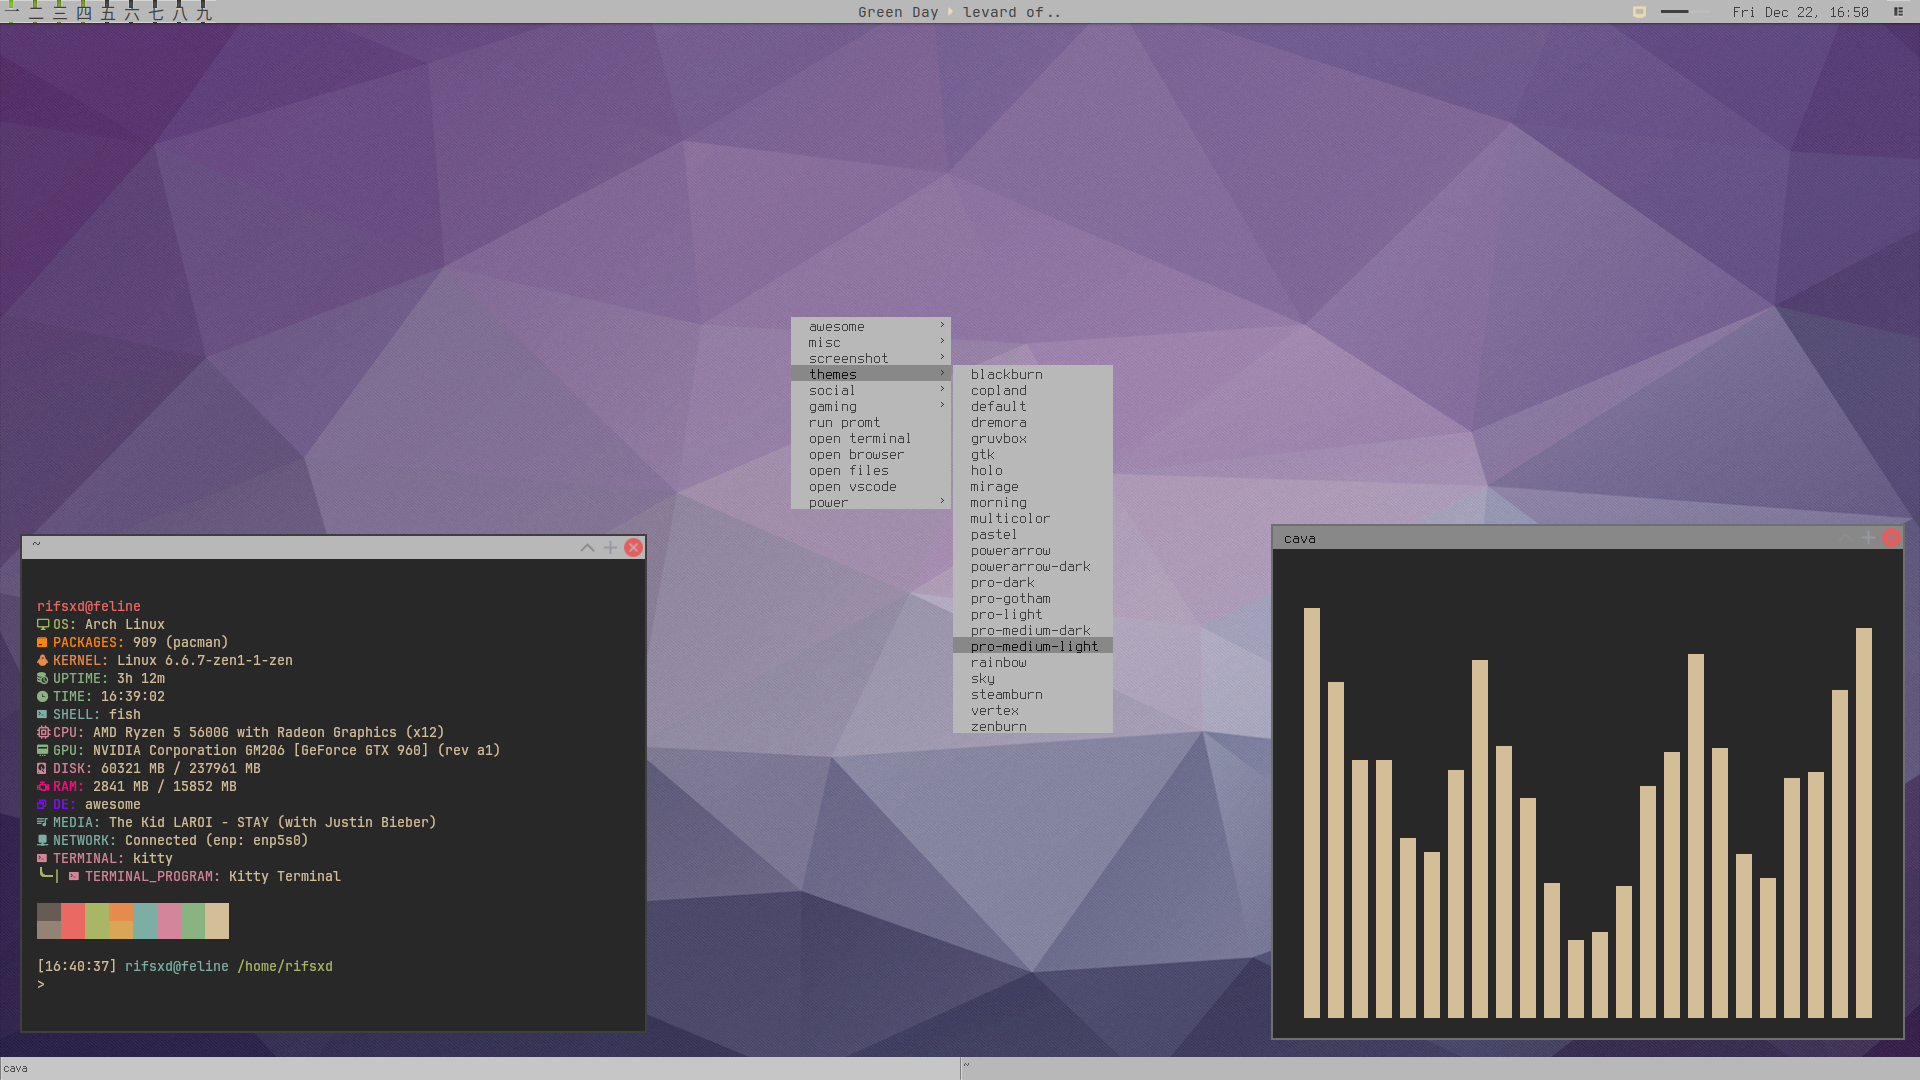 一 二 三 四 五 六 七 八 九
Green Day levard of..
Fri Dec 22, 16:50
awesome
misc
screenshot
themes
social
gaming
run promt
open terminal
open browser
open files
open vscode
power
blackburn
copland
default
dremora
gruvbox
gtk
holo
mirage
morning
multicolor
pastel
powerarrow
powerarrow-dark
pro-dark
pro-gotham
pro-light
pro-medium-dark
pro-medium-light
rainbow
sky
steamburn
vertex
zenburn
~
rifsxd@feline
OS: Arch Linux
PACKAGES: 909 (pacman)
KERNEL: Linux 6.6.7-zen1-1-zen
UPTIME: 3h 12m
TIME: 16:39:02
SHELL: fish
CPU: AMD Ryzen 5 5600G with Radeon Graphics (x12)
GPU: NVIDIA Corporation GM206 [GeForce GTX 960] (rev a1)
DISK: 60321 MB / 237961 MB
RAM: 2841 MB / 15852 MB
DE: awesome
MEDIA: The Kid LAROI - STAY (with Justin Bieber)
NETWORK: Connected (enp: enp5s0)
TERMINAL: kitty
TERMINAL_PROGRAM: Kitty Terminal
[16:40:37] rifsxd@feline /home/rifsxd
>
cava
cava
~